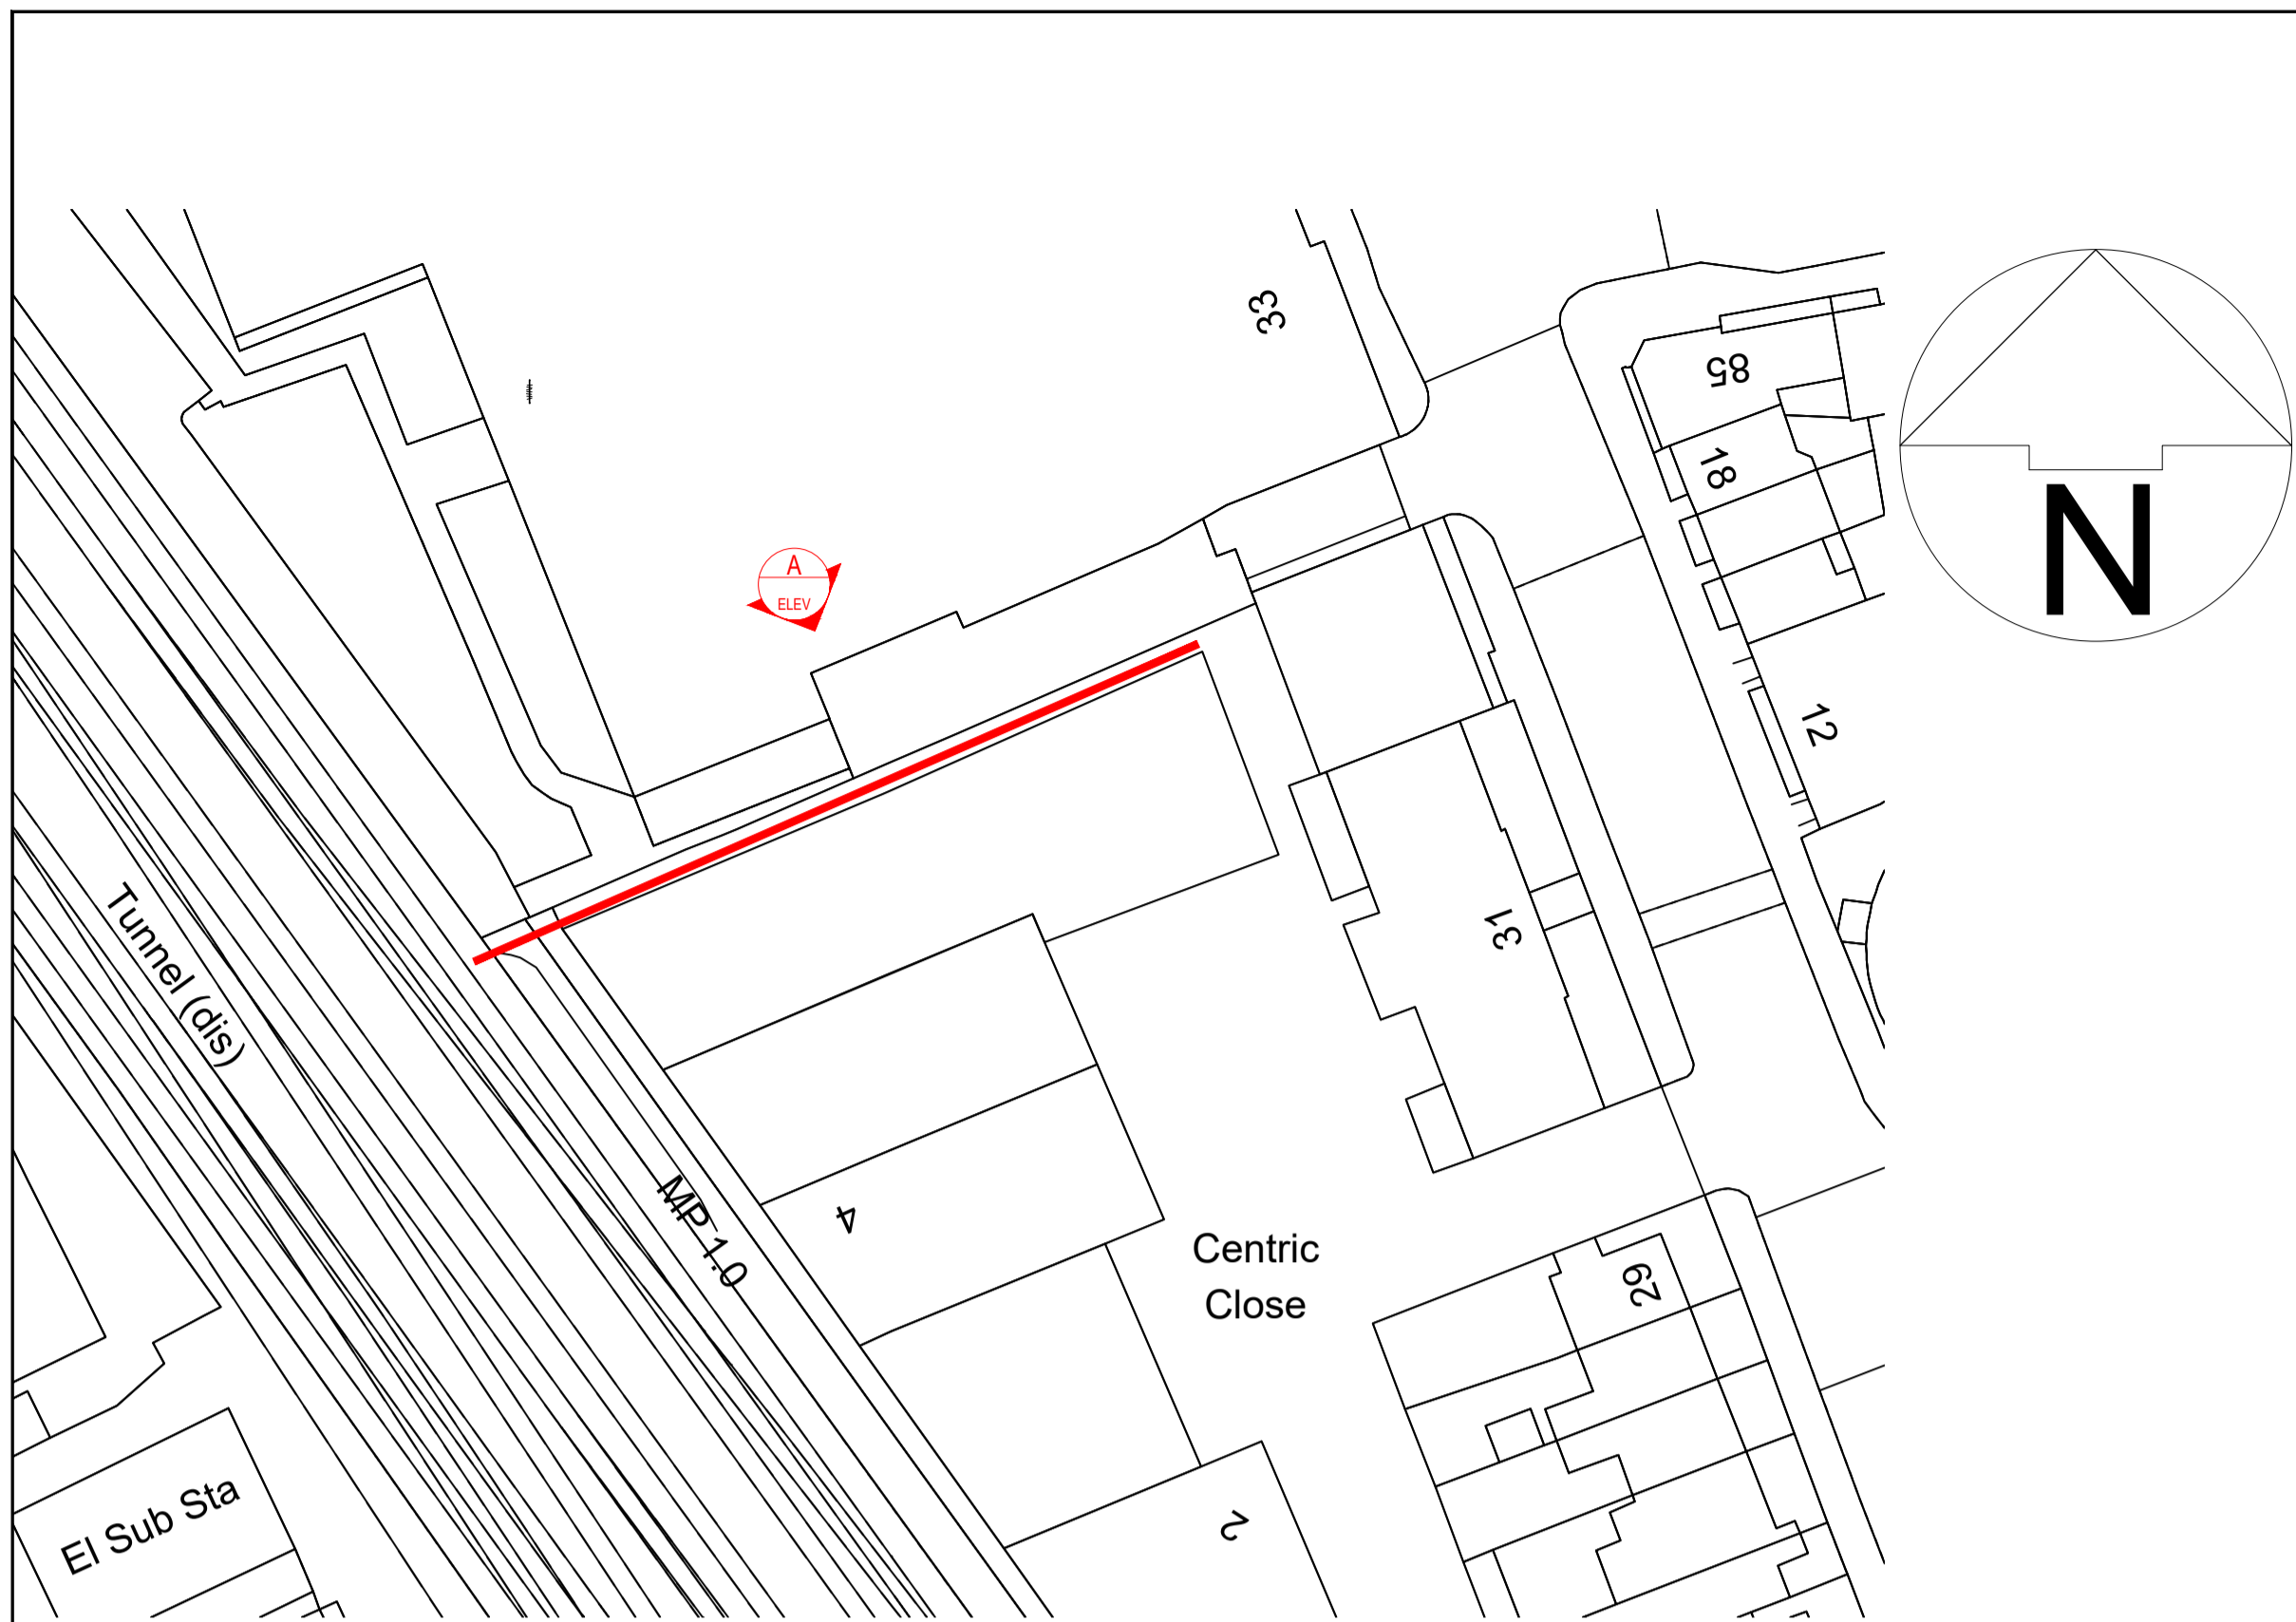 33
85
18
A
ELEV
N
12
Tunnel (dis)
31
MP 1.0
4
Centric
Close
29
El Sub Sta
2